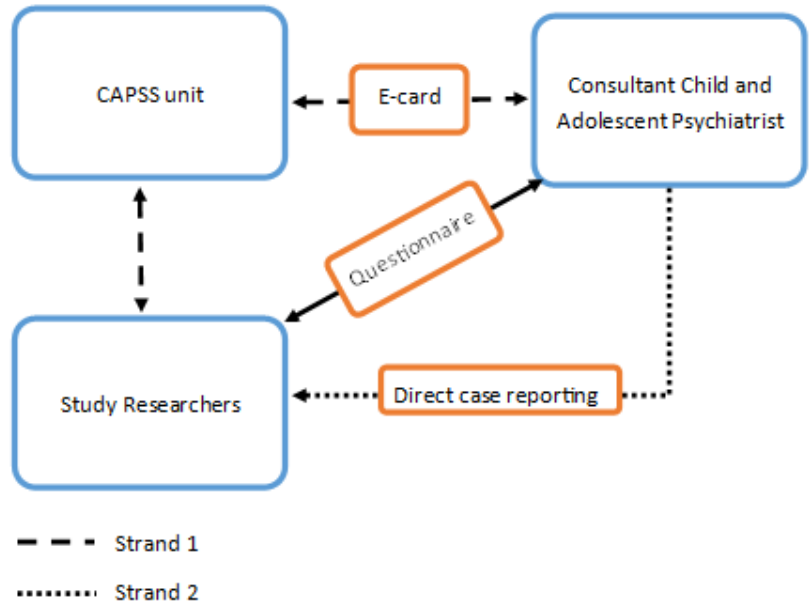 CAPSS unit
E-card
Consultant Child and
Adolescent Psychiatrist
Questionnaire
Study Researchers
Direct case reporting
Strand 1
Strand 2